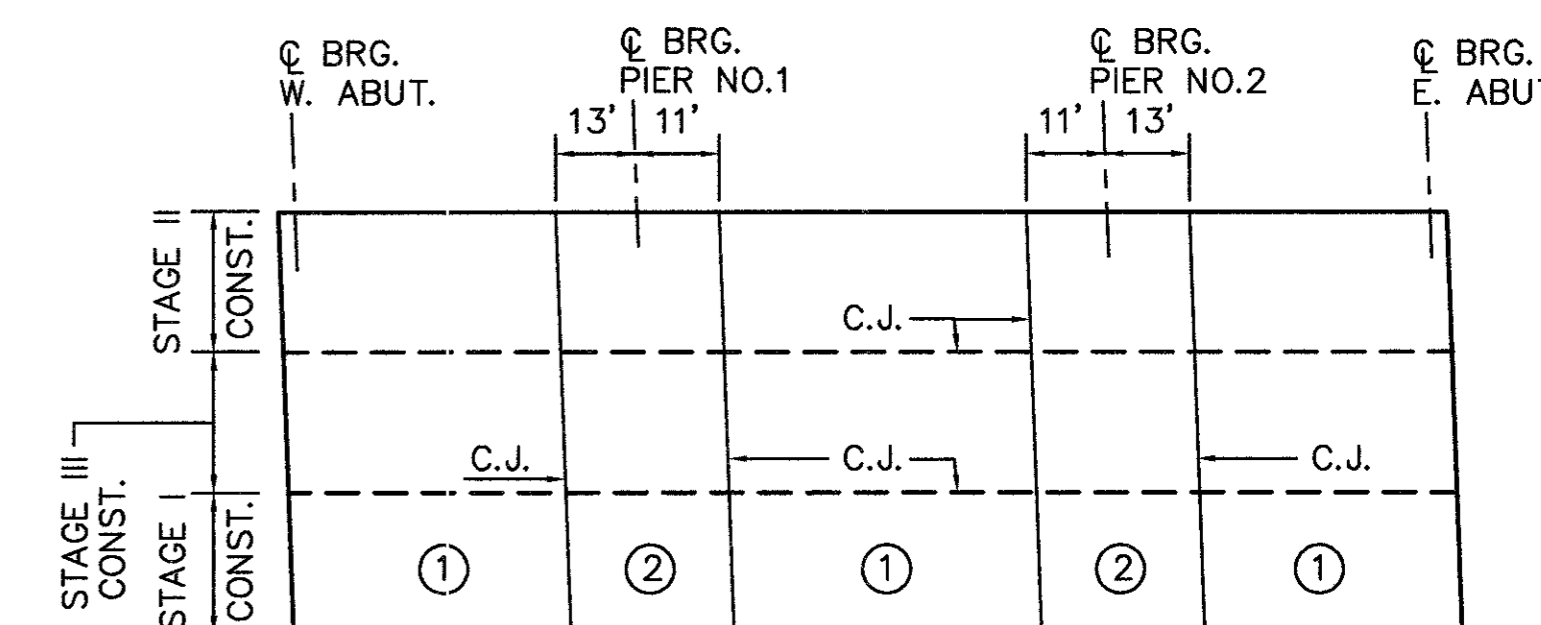 ℄ BRG.
W. ABUT.
℄ BRG.
PIER NO.1
℄ BRG.
PIER NO.2
℄ BRG.
E. ABUT
13' 11'
11' 13'
STAGE II
CONST.
C.J.
STAGE III
CONST.
C.J.
C.J.
C.J.
STAGE I
CONST.
① ② ① ② ①